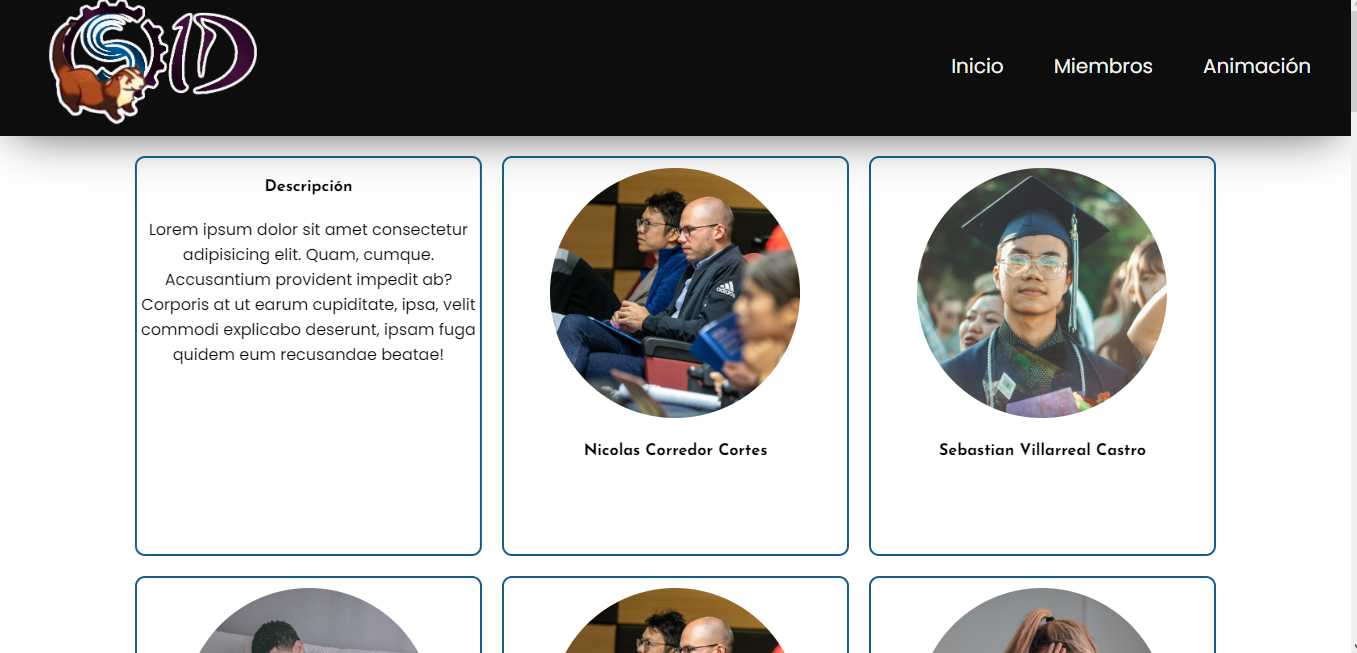 SID
Inicio
Miembros
Animación
Descripción
Lorem ipsum dolor sit amet consectetur
adipisicing elit. Quam, cumque.
Accusantium provident impedit ab?
Corporis at ut earum cupiditate, ipsa, velit
commodi explicabo deserunt, ipsam fuga
quidem eum recusandae beatae!
adidas
Nicolas Corredor Cortes
Sebastian Villarreal Castro